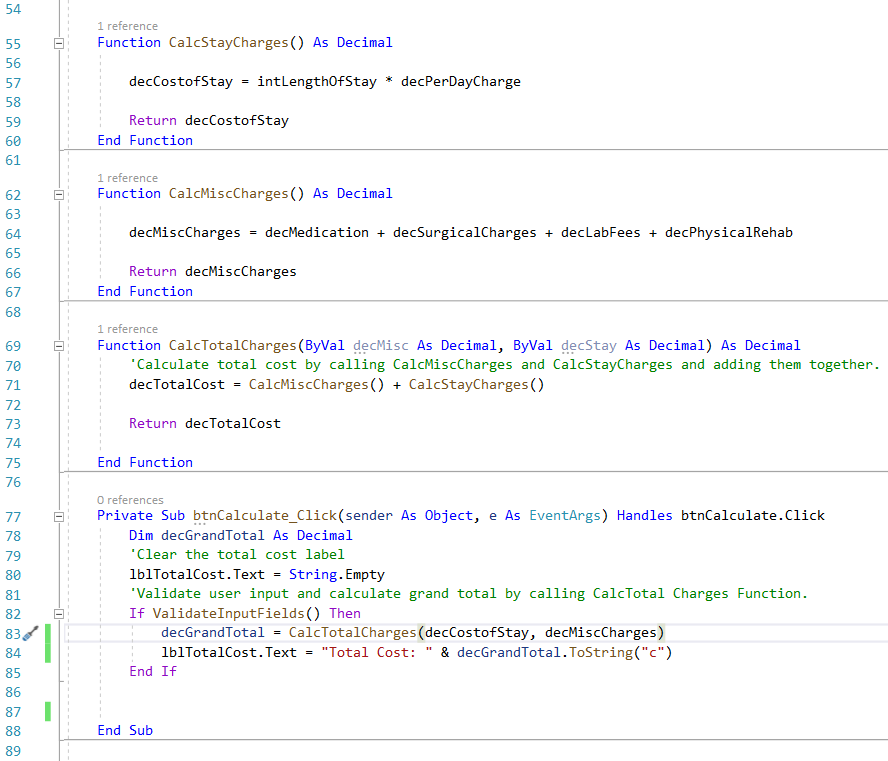 54
1 reference
55 Function CalcStayCharges() As Decimal
56
57 decCostofStay = intLengthOfStay * decPerDayCharge
58
59 Return decCostofStay
60 End Function
61
1 reference
62 Function CalcMiscCharges() As Decimal
63
64 decMiscCharges = decMedication + decSurgicalCharges + decLabFees + decPhysicalRehab
65
66 Return decMiscCharges
67 End Function
68
1 reference
69 Function CalcTotalCharges(ByVal decMisc As Decimal, ByVal decStay As Decimal) As Decimal
70 'Calculate total cost by calling CalcMiscCharges and CalcStayCharges and adding them together.
71 decTotalCost = CalcMiscCharges() + CalcStayCharges()
72
73 Return decTotalCost
74
75 End Function
76
0 references
77 Private Sub btnCalculate_Click(sender As Object, e As EventArgs) Handles btnCalculate.Click
78 Dim decGrandTotal As Decimal
79 'Clear the total cost label
80 lblTotalCost.Text = String.Empty
81 'Validate user input and calculate grand total by calling CalcTotal Charges Function.
82 If ValidateInputFields() Then
83 decGrandTotal = CalcTotalCharges(decCostofStay, decMiscCharges)
84 lblTotalCost.Text = "Total Cost: " & decGrandTotal.ToString("c")
85 End If
86
87
88 End Sub
89